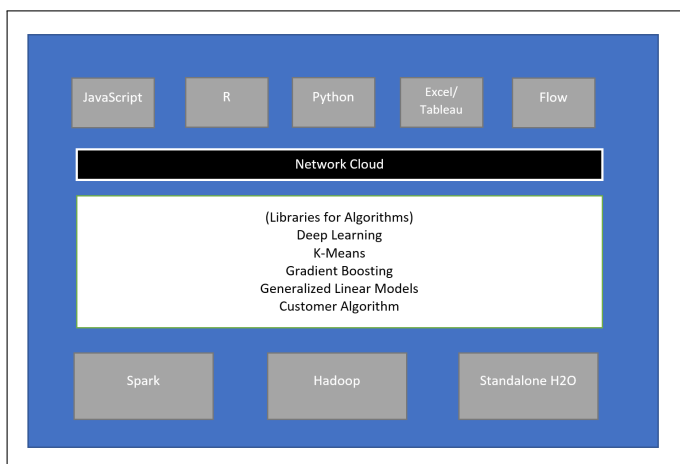 JavaScript
R
Python
Excel/
Tableau
Flow
Network Cloud
(Libraries for Algorithms)
Deep Learning
K-Means
Gradient Boosting
Generalized Linear Models
Customer Algorithm
Spark
Hadoop
Standalone H2O